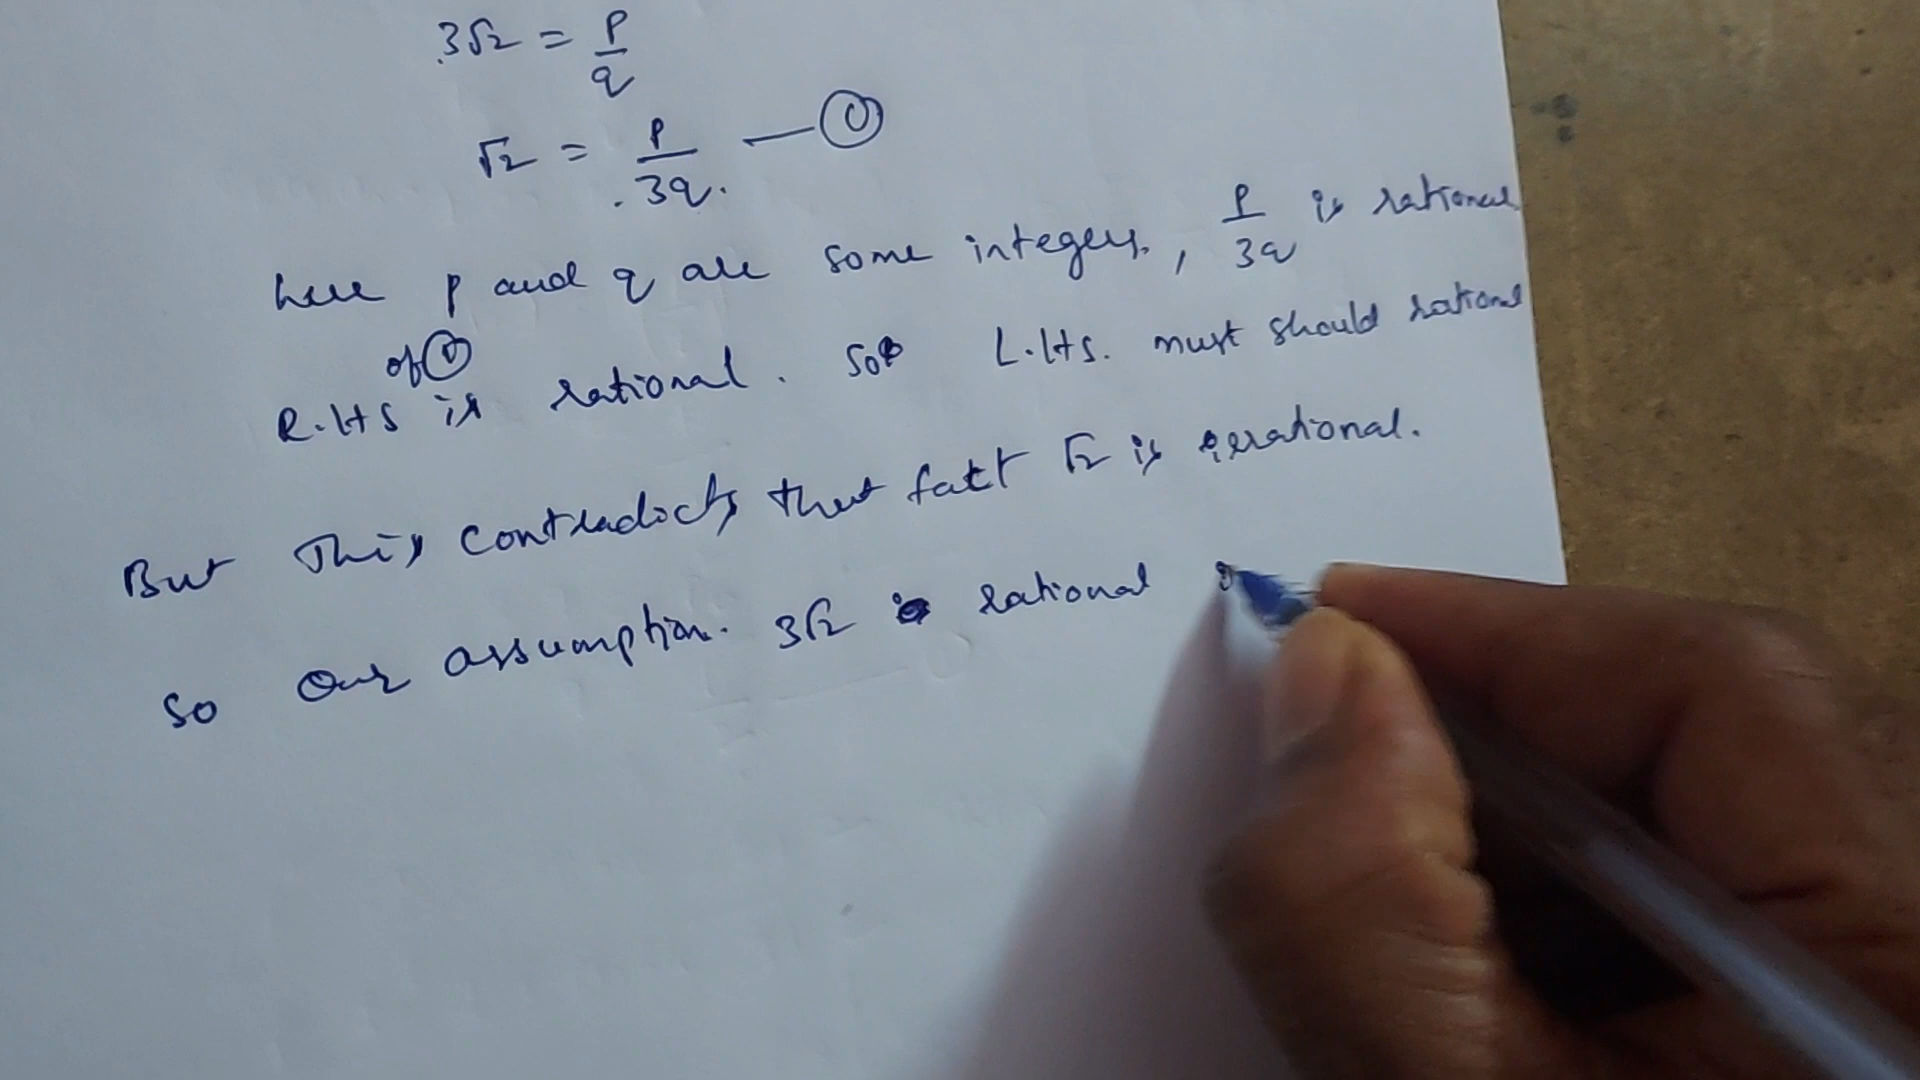 3√2 = p/q
√2 = p/3q. — ①
here p and q are some integers, p/3q is rational
of ①
R.H.S is rational. So L.H.S. must should rational
But This contradicts that fact √2 is irrational.
So Our assumption. 3√2 is rational